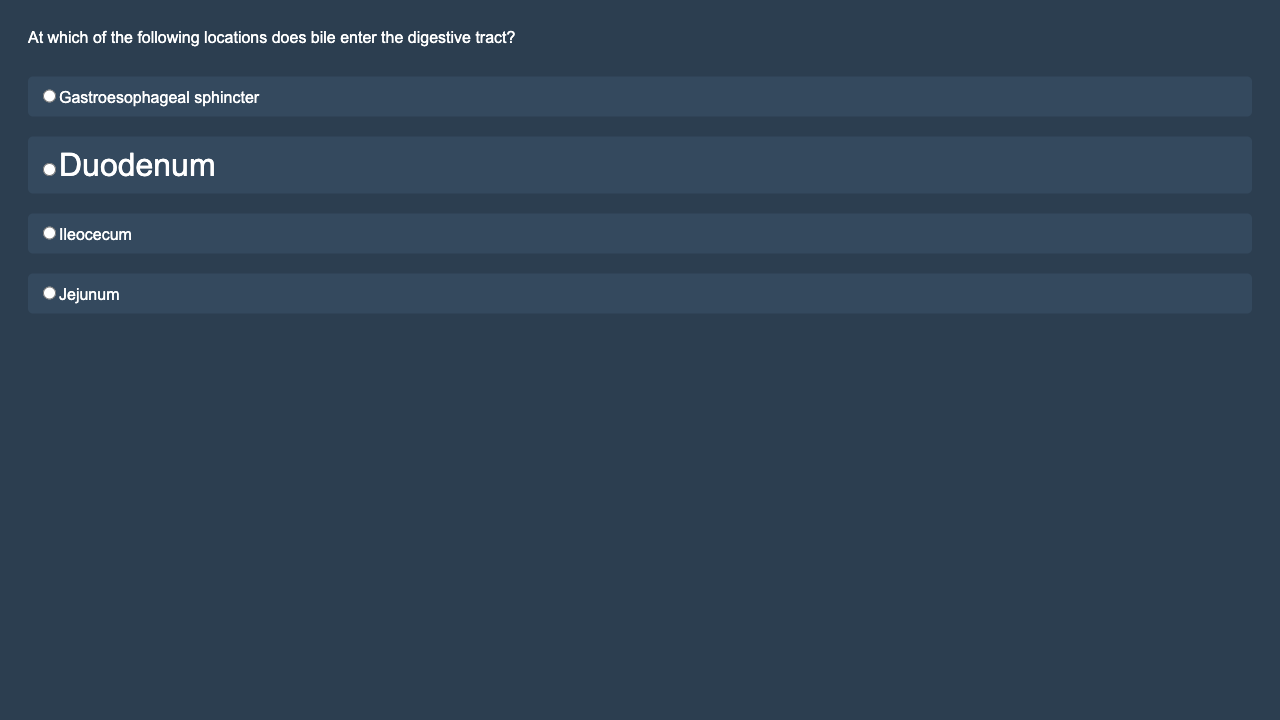 At which of the following locations does bile enter the digestive tract?
Gastroesophageal sphincter
Duodenum
Ileocecum
Jejunum